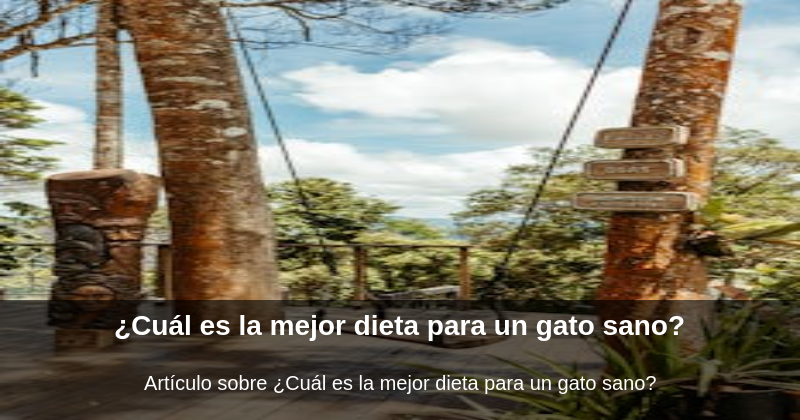 ¿Cuál es la mejor dieta para un gato sano?
Artículo sobre ¿Cuál es la mejor dieta para un gato sano?